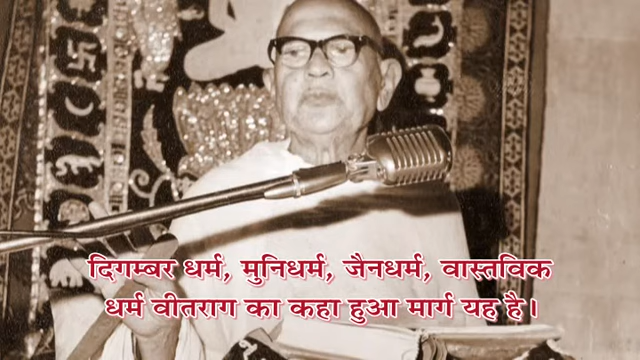 दिगम्बर धर्म, मुनिधर्म, जैनधर्म, वास्तविक
धर्म वीतराग का कहा हुआ मार्ग यह है।